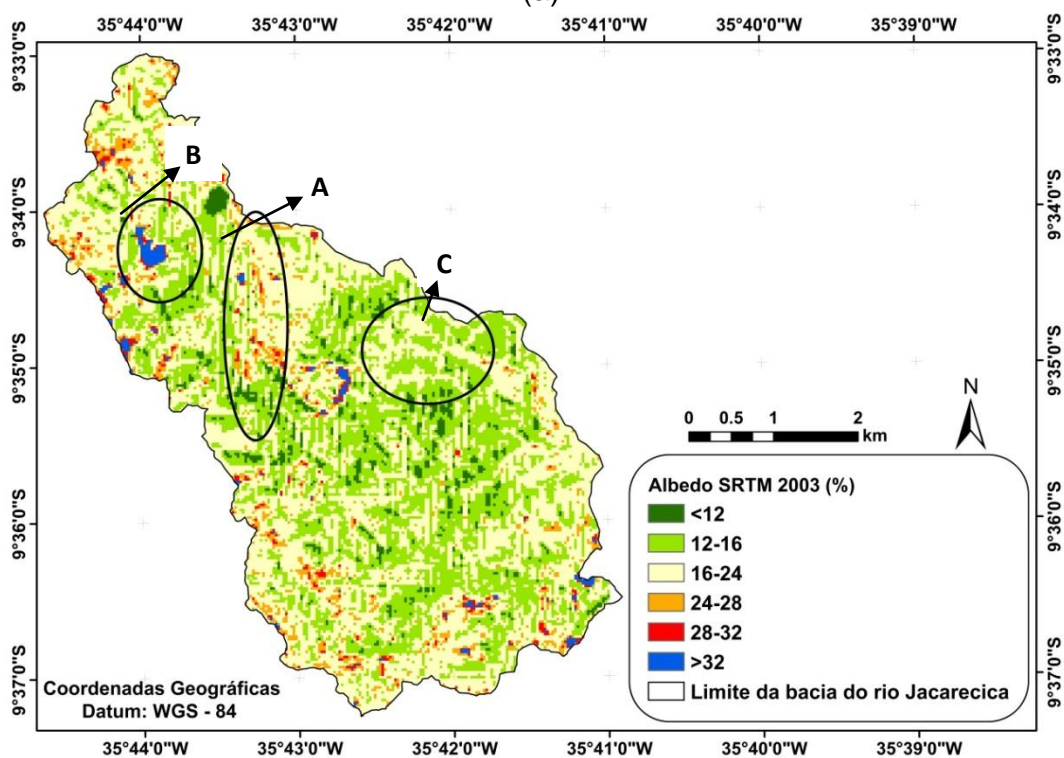 35°44'0"W 35°43'0"W 35°42'0"W 35°41'0"W 35°40'0"W 35°39'0"W
9°33'0"S 9°33'0"S
B
A
9°34'0"S 9°34'0"S
C
9°35'0"S 9°35'0"S
N
0 0.5 1 2
km
Albedo SRTM 2003 (%)
<12
12-16
9°36'0"S 9°36'0"S
16-24
24-28
28-32
>32
9°37'0"S 9°37'0"S
Limite da bacia do rio Jacarecica
Coordenadas Geográficas
Datum: WGS - 84
35°44'0"W 35°43'0"W 35°42'0"W 35°41'0"W 35°40'0"W 35°39'0"W